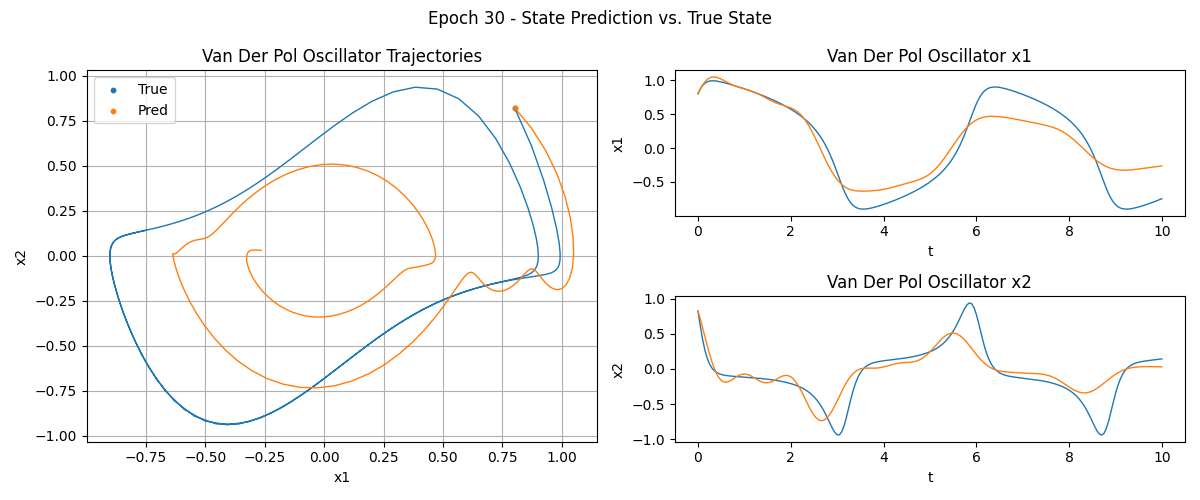 Epoch 30 - State Prediction vs. True State
Van Der Pol Oscillator Trajectories
1.00
0.75
0.50
0.25
0.00
−0.25
−0.50
−0.75
−1.00
x2
True
Pred
−0.75 −0.50 −0.25 0.00 0.25 0.50 0.75 1.00
x1
Van Der Pol Oscillator x1
1.0
0.5
0.0
−0.5
x1
0 2 4 6 8 10
t
Van Der Pol Oscillator x2
1.0
0.5
0.0
−0.5
−1.0
x2
0 2 4 6 8 10
t